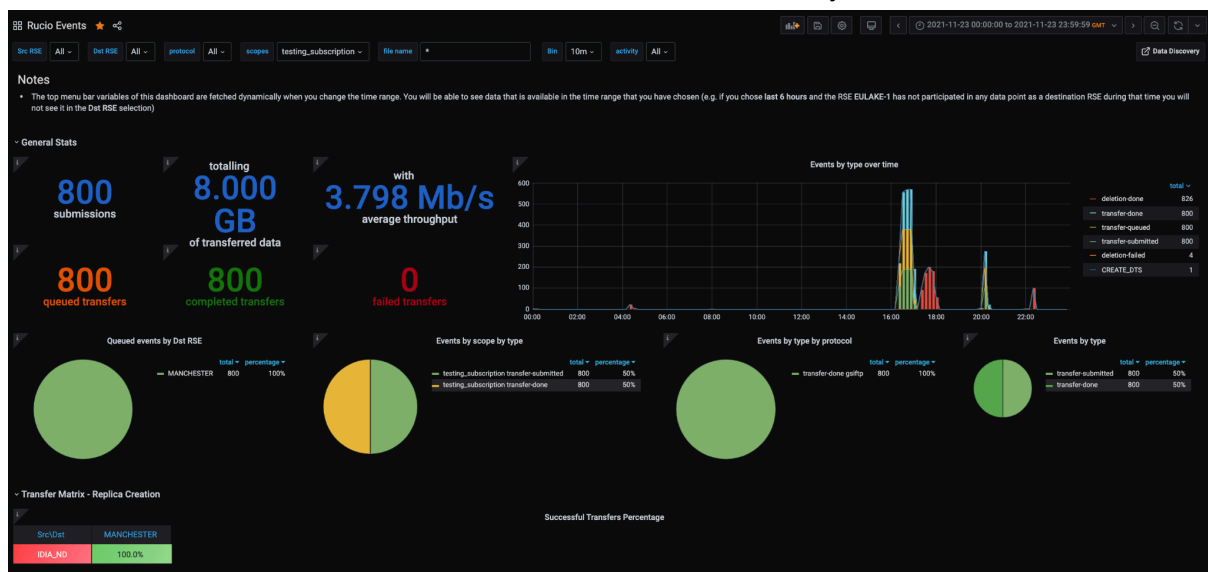 Rucio Events
2021-11-23 00:00:00 to 2021-11-23 23:59:59 GMT
Src RSE All Dst RSE All protocol All scopes testing_subscription file name * Bin 10m activity All Data Discovery
Notes
• The top menu bar variables of this dashboard are fetched dynamically when you change the time range. You will be able to see data that is available in the time range that you have chosen (e.g. if you chose last 6 hours and the RSE EULAKE-1 has not participated in any data point as a destination RSE during that time you will
not see it in the Dst RSE selection)
General Stats
800
submissions
totalling
8.000
GB
of transferred data
with
3.798 Mb/s
average throughput
800
queued transfers
800
completed transfers
0
failed transfers
Events by type over time
600
500
400
300
200
100
0
00:00 02:00 04:00 06:00 08:00 10:00 12:00 14:00 16:00 18:00 20:00 22:00
total
deletion-done 826
transfer-done 800
transfer-queued 800
transfer-submitted 800
deletion-failed 4
CREATE_DTS 1
Queued events by Dst RSE
total percentage
MANCHESTER 800 100%
Events by scope by type
total percentage
testing_subscription transfer-submitted 800 50%
testing_subscription transfer-done 800 50%
Events by type by protocol
total percentage
transfer-done gsiftp 800 100%
Events by type
total percentage
transfer-submitted 800 50%
transfer-done 800 50%
Transfer Matrix - Replica Creation
Successful Transfers Percentage
Src\Dst MANCHESTER
IDIA_ND 100.0%